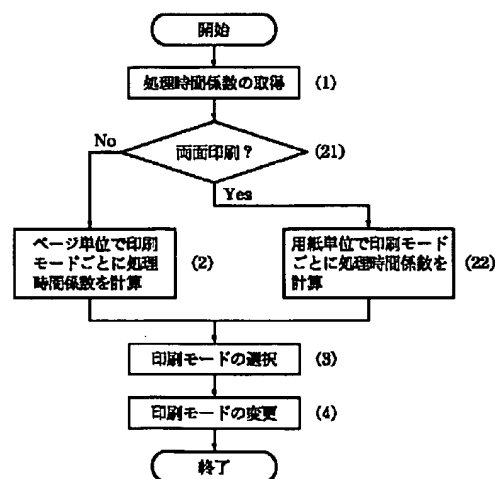 開始
処理時間係数の取得 (1)
両面印刷? (21)
No
Yes
ページ単位で印刷
モードごとに処理
時間係数を計算
(2)
用紙単位で印刷モード
ごとに処理時間係数を
計算
(22)
印刷モードの選択 (3)
印刷モードの変更 (4)
終了